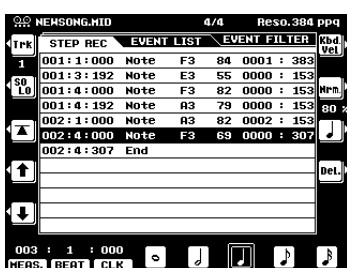 NEWSONG.MID 4/4 Reso.384 ppq
Trk STEP REC EVENT LIST EVENT FILTER Kbd. Vel
1 001:1:000 Note F3 84 0001 : 383
001:3:192 Note E3 55 0000 : 153
SO LO 001:4:000 Note F3 82 0000 : 153 Nrm.
001:4:192 Note A3 79 0000 : 153 80 %
002:1:000 Note A3 82 0002 : 153
002:4:000 Note F3 69 0000 : 307
002:4:307 End
Del.
003 : 1 : 000
MEAS. BEAT CLK